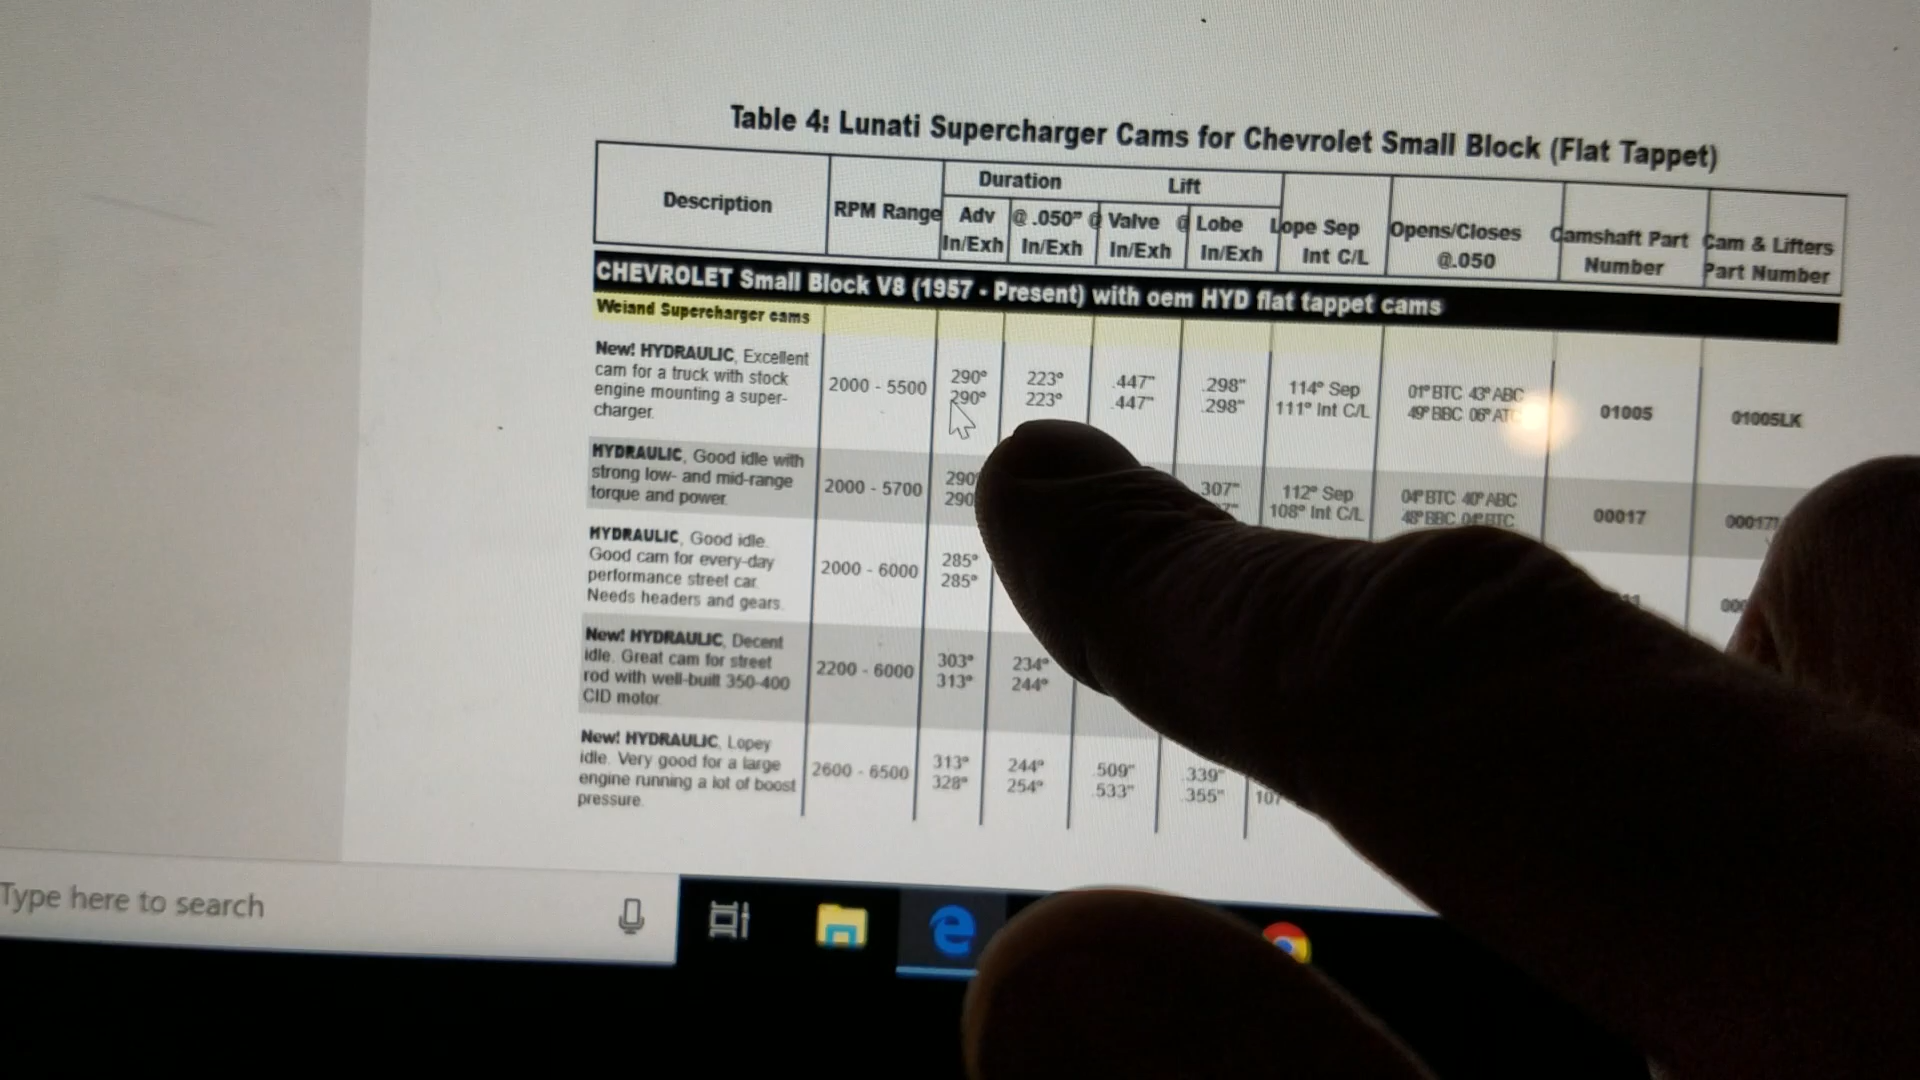 Table 4: Lunati Supercharger Cams for Chevrolet Small Block (Flat Tappet)
Duration Lift
Description RPM Range Adv @ .050" @ Valve @ Lobe Lope Sep Opens/Closes Camshaft Part Cam & Lifters
In/Exh In/Exh In/Exh In/Exh Int C/L @.050 Number Part Number
CHEVROLET Small Block V8 (1957 - Present) with oem HYD flat tappet cams
Weiand Supercharger cams
New! HYDRAULIC, Excellent
cam for a truck with stock
engine mounting a super-
charger.
2000 - 5500
290° 223° .447" .298" 114° Sep 01° BTC 43° ABC
290° 223° .447" .298" 111° Int C/L 49° BBC 06° ATC
01005 01005LK
HYDRAULIC, Good idle with
strong low- and mid-range
torque and power.
2000 - 5700
290° 307" 112° Sep 04° BTC 40° ABC
290 108° Int C/L 48° BBC 04° BTC
00017
HYDRAULIC, Good idle.
Good cam for every-day
performance street car.
Needs headers and gears.
2000 - 6000
285°
285°
New! HYDRAULIC, Decent
idle. Great cam for street
rod with well-built 350-400
CID motor.
2200 - 6000
303° 234°
313° 244°
New! HYDRAULIC, Lopey
idle. Very good for a large
engine running a lot of boost
pressure.
2600 - 6500
313° 244° .509" .339"
328° 254° .533" .355" 107
Type here to search